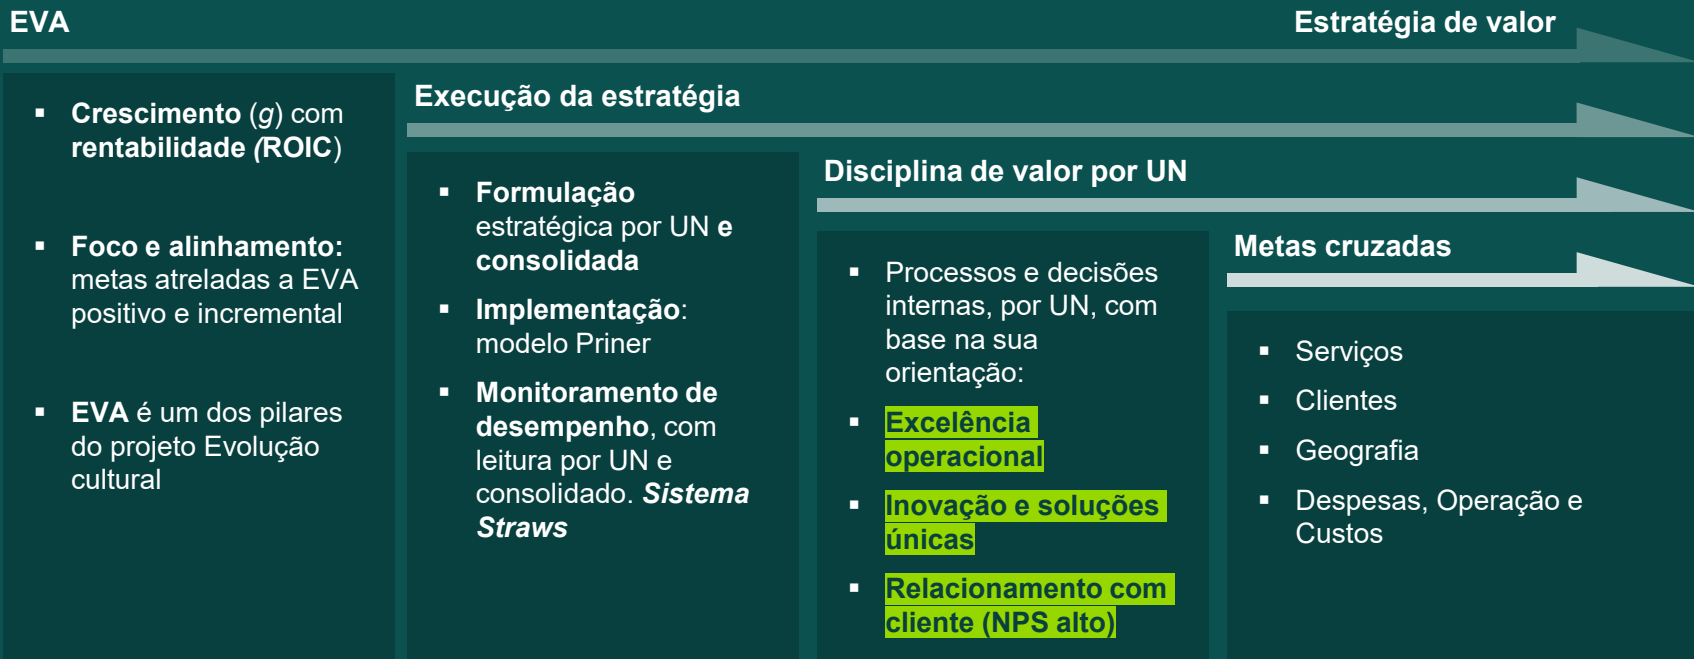 EVA
Estratégia de valor
▪ Crescimento (g) com
rentabilidade (ROIC)
▪ Foco e alinhamento:
metas atreladas a EVA
positivo e incremental
▪ EVA é um dos pilares
do projeto Evolução
cultural
Execução da estratégia
▪ Formulação
estratégica por UN e
consolidada
▪ Implementação:
modelo Priner
▪ Monitoramento de
desempenho, com
leitura por UN e
consolidado. Sistema
Straws
Disciplina de valor por UN
▪ Processos e decisões
internas, por UN, com
base na sua
orientação:
▪ Excelência
operacional
▪ Inovação e soluções
únicas
▪ Relacionamento com
cliente (NPS alto)
Metas cruzadas
▪ Serviços
▪ Clientes
▪ Geografia
▪ Despesas, Operação e
Custos